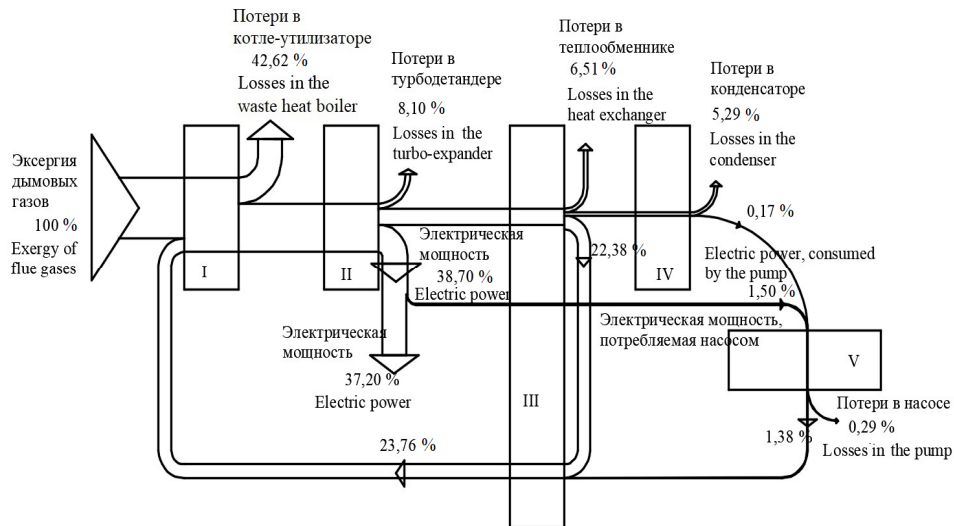 Потери в
котле-утилизаторе
42,62 %
Losses in the
waste heat boiler
Потери в
турбодетандере
8,10 %
Losses in the
turbo-expander
Потери в
теплообменнике
6,51 %
Losses in the
heat exchanger
Потери в
конденсаторе
5,29 %
Losses in the
condenser
Эксергия
дымовых
газов
100 %
Exergy of
flue gases
I
II
III
IV
V
0,17 %
Электрическая
мощность
38,70 %
Electric power
22,38 %
Electric power, consumed
by the pump
1,50 %
Электрическая мощность,
потребляемая насосом
Электрическая
мощность
37,20 %
Electric power
Потери в насосе
0,29 %
Losses in the pump
1,38 %
23,76 %